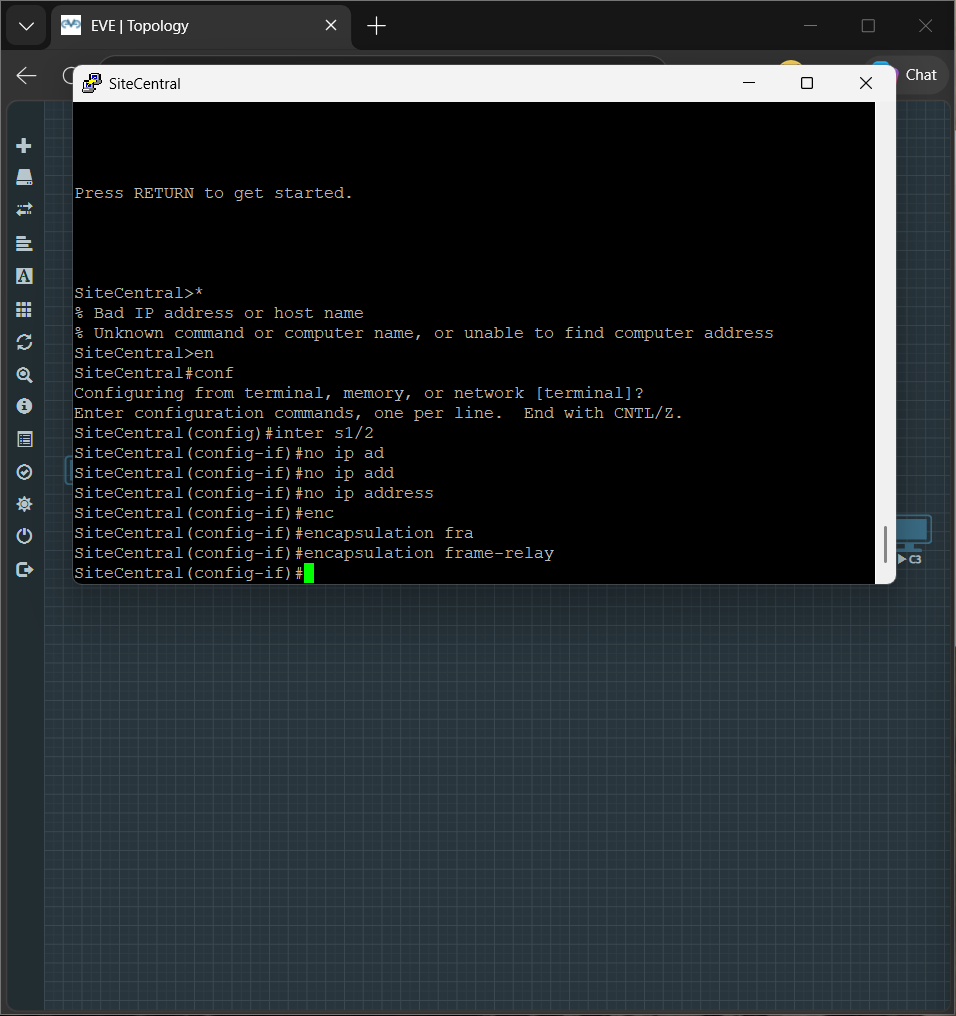 EVE | Topology
Chat
SiteCentral
Press RETURN to get started.
SiteCentral>*
% Bad IP address or host name
% Unknown command or computer name, or unable to find computer address
SiteCentral>en
SiteCentral#conf
Configuring from terminal, memory, or network [terminal]?
Enter configuration commands, one per line.  End with CNTL/Z.
SiteCentral(config)#inter s1/2
SiteCentral(config-if)#no ip ad
SiteCentral(config-if)#no ip add
SiteCentral(config-if)#no ip address
SiteCentral(config-if)#enc
SiteCentral(config-if)#encapsulation fra
SiteCentral(config-if)#encapsulation frame-relay
SiteCentral(config-if)#
C3